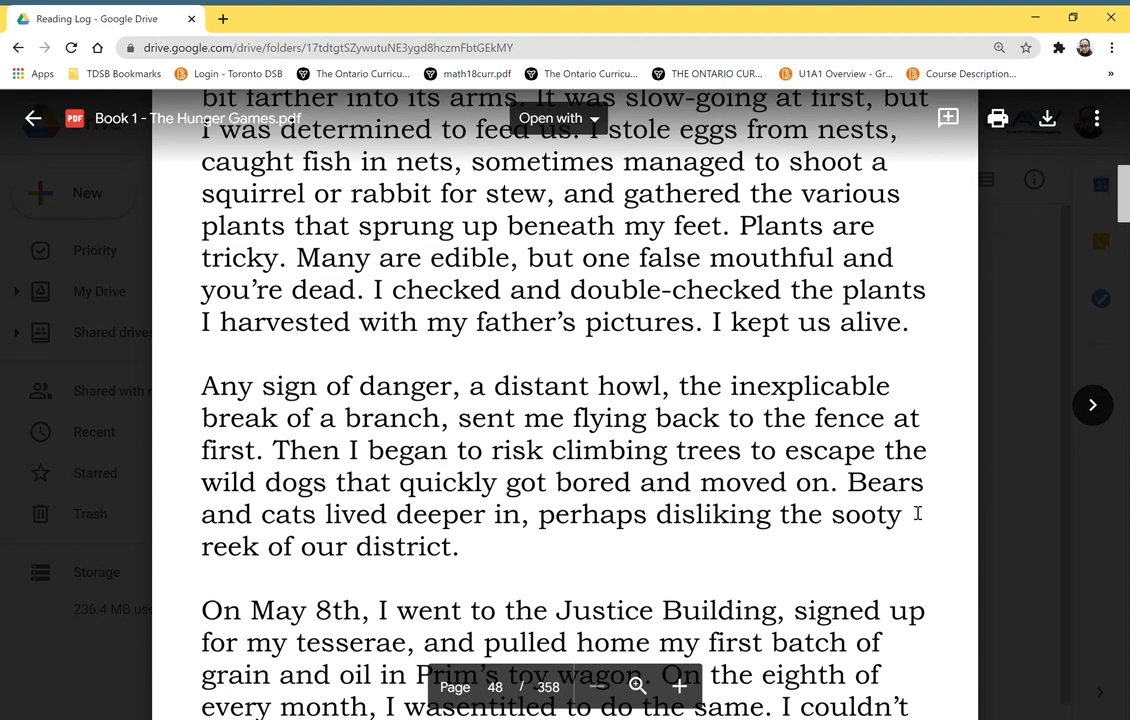 Reading Log - Google Drive
drive.google.com/drive/folders/17tdtgtSZywutuNE3ygd8hczmFbtGEkMY
Apps TDSB Bookmarks Login - Toronto DSB The Ontario Curricu... math18curr.pdf The Ontario Curricu... THE ONTARIO CUR... U1A1 Overview - Gr... Course Description... »
PDF Book 1 - The Hunger Games.pdf Open with
New
Priority
My Drive
Shared drives
Shared with
Recent
Starred
Trash
Storage
236.4 MB
bit farther into its arms. It was slow-going at first, but
I was determined to feed us. I stole eggs from nests,
caught fish in nets, sometimes managed to shoot a
squirrel or rabbit for stew, and gathered the various
plants that sprung up beneath my feet. Plants are
tricky. Many are edible, but one false mouthful and
you’re dead. I checked and double-checked the plants
I harvested with my father’s pictures. I kept us alive.
Any sign of danger, a distant howl, the inexplicable
break of a branch, sent me flying back to the fence at
first. Then I began to risk climbing trees to escape the
wild dogs that quickly got bored and moved on. Bears
and cats lived deeper in, perhaps disliking the sooty
reek of our district.
On May 8th, I went to the Justice Building, signed up
for my tesserae, and pulled home my first batch of
grain and oil in Prim’s toy wagon. On the eighth of
every month, I wasentitled to do the same. I couldn’t
Page 48 / 358